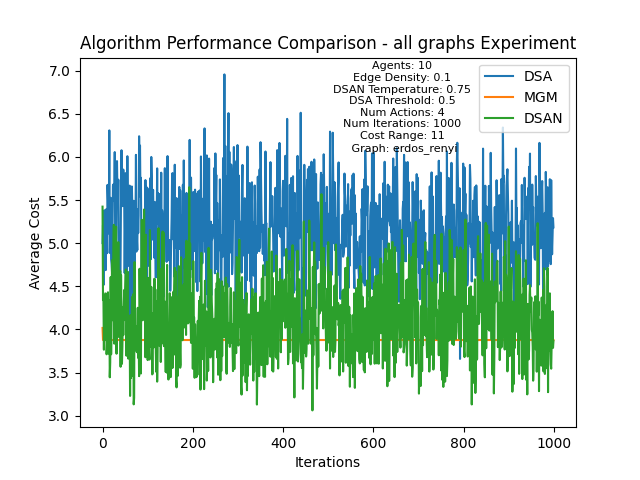 Algorithm Performance Comparison - all graphs Experiment
Agents: 10
Edge Density: 0.1
DSAN Temperature: 0.75
DSA Threshold: 0.5
Num Actions: 4
Num Iterations: 1000
Cost Range: 11
Graph: erdos_renyi
DSA
MGM
DSAN
7.0
6.5
6.0
5.5
5.0
4.5
4.0
3.5
3.0
Average Cost
0
200
400
600
800
1000
Iterations